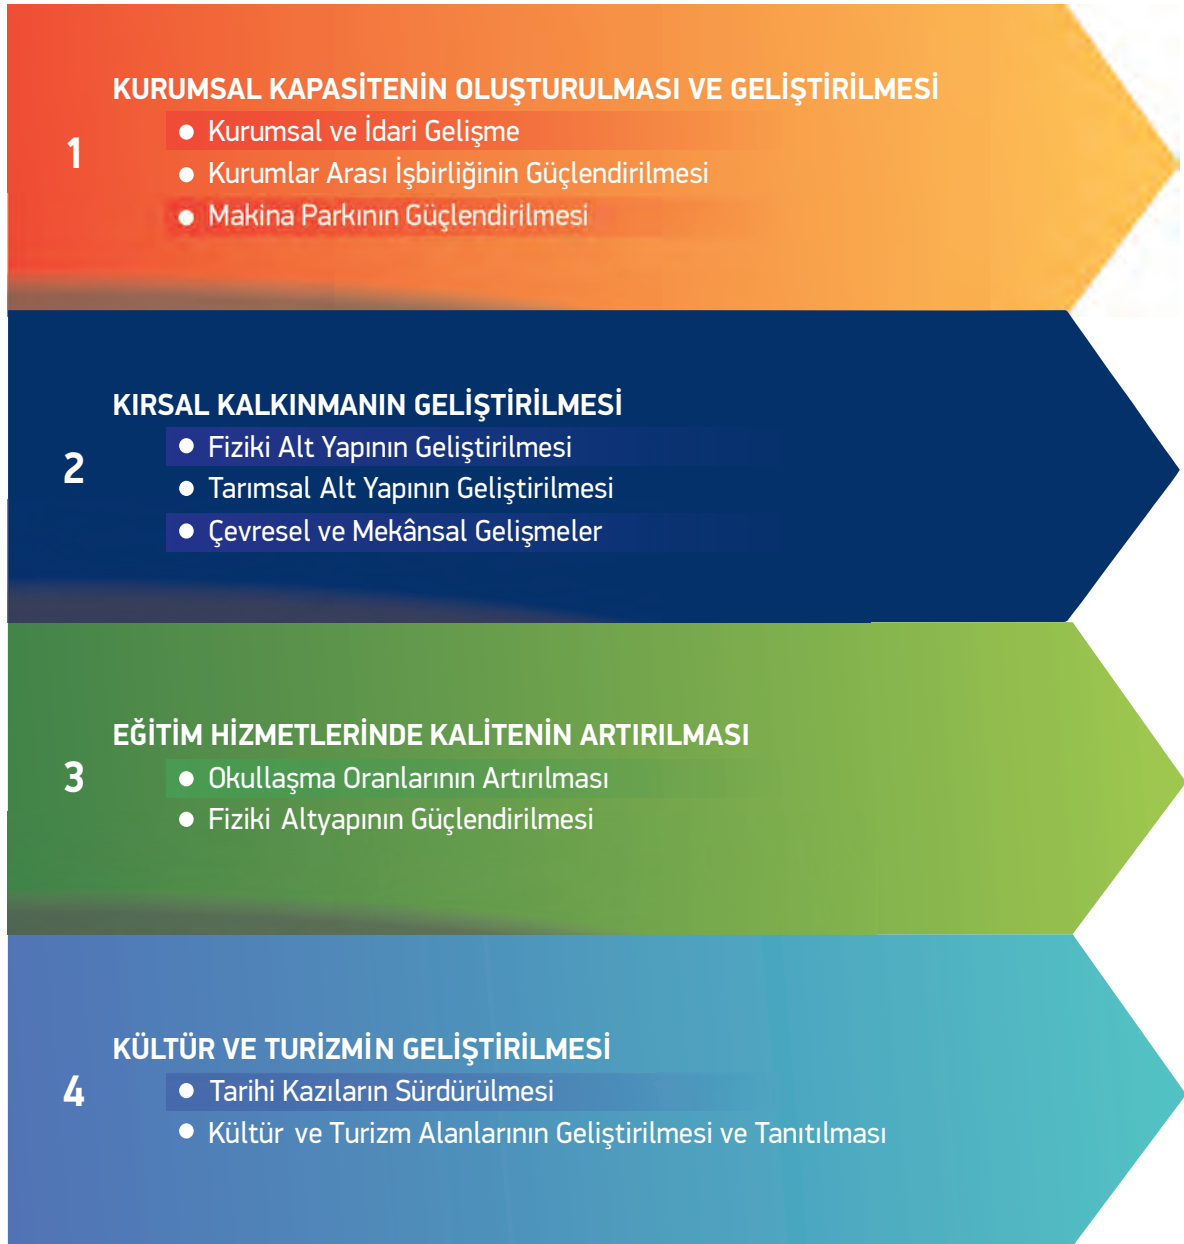 KURUMSAL KAPASİTENİN OLUŞTURULMASI VE GELİŞTİRİLMESİ
1
● Kurumsal ve İdari Gelişme
● Kurumlar Arası İşbirliğinin Güçlendirilmesi
● Makina Parkının Güçlendirilmesi
KIRSAL KALKINMANIN GELİŞTİRİLMESİ
2
● Fiziki Alt Yapının Geliştirilmesi
● Tarımsal Alt Yapının Geliştirilmesi
● Çevresel ve Mekânsal Gelişmeler
EĞİTİM HİZMETLERİNDE KALİTENİN ARTIRILMASI
3
● Okullaşma Oranlarının Artırılması
● Fiziki Altyapının Güçlendirilmesi
KÜLTÜR VE TURİZMİN GELİŞTİRİLMESİ
4
● Tarihi Kazıların Sürdürülmesi
● Kültür ve Turizm Alanlarının Geliştirilmesi ve Tanıtılması